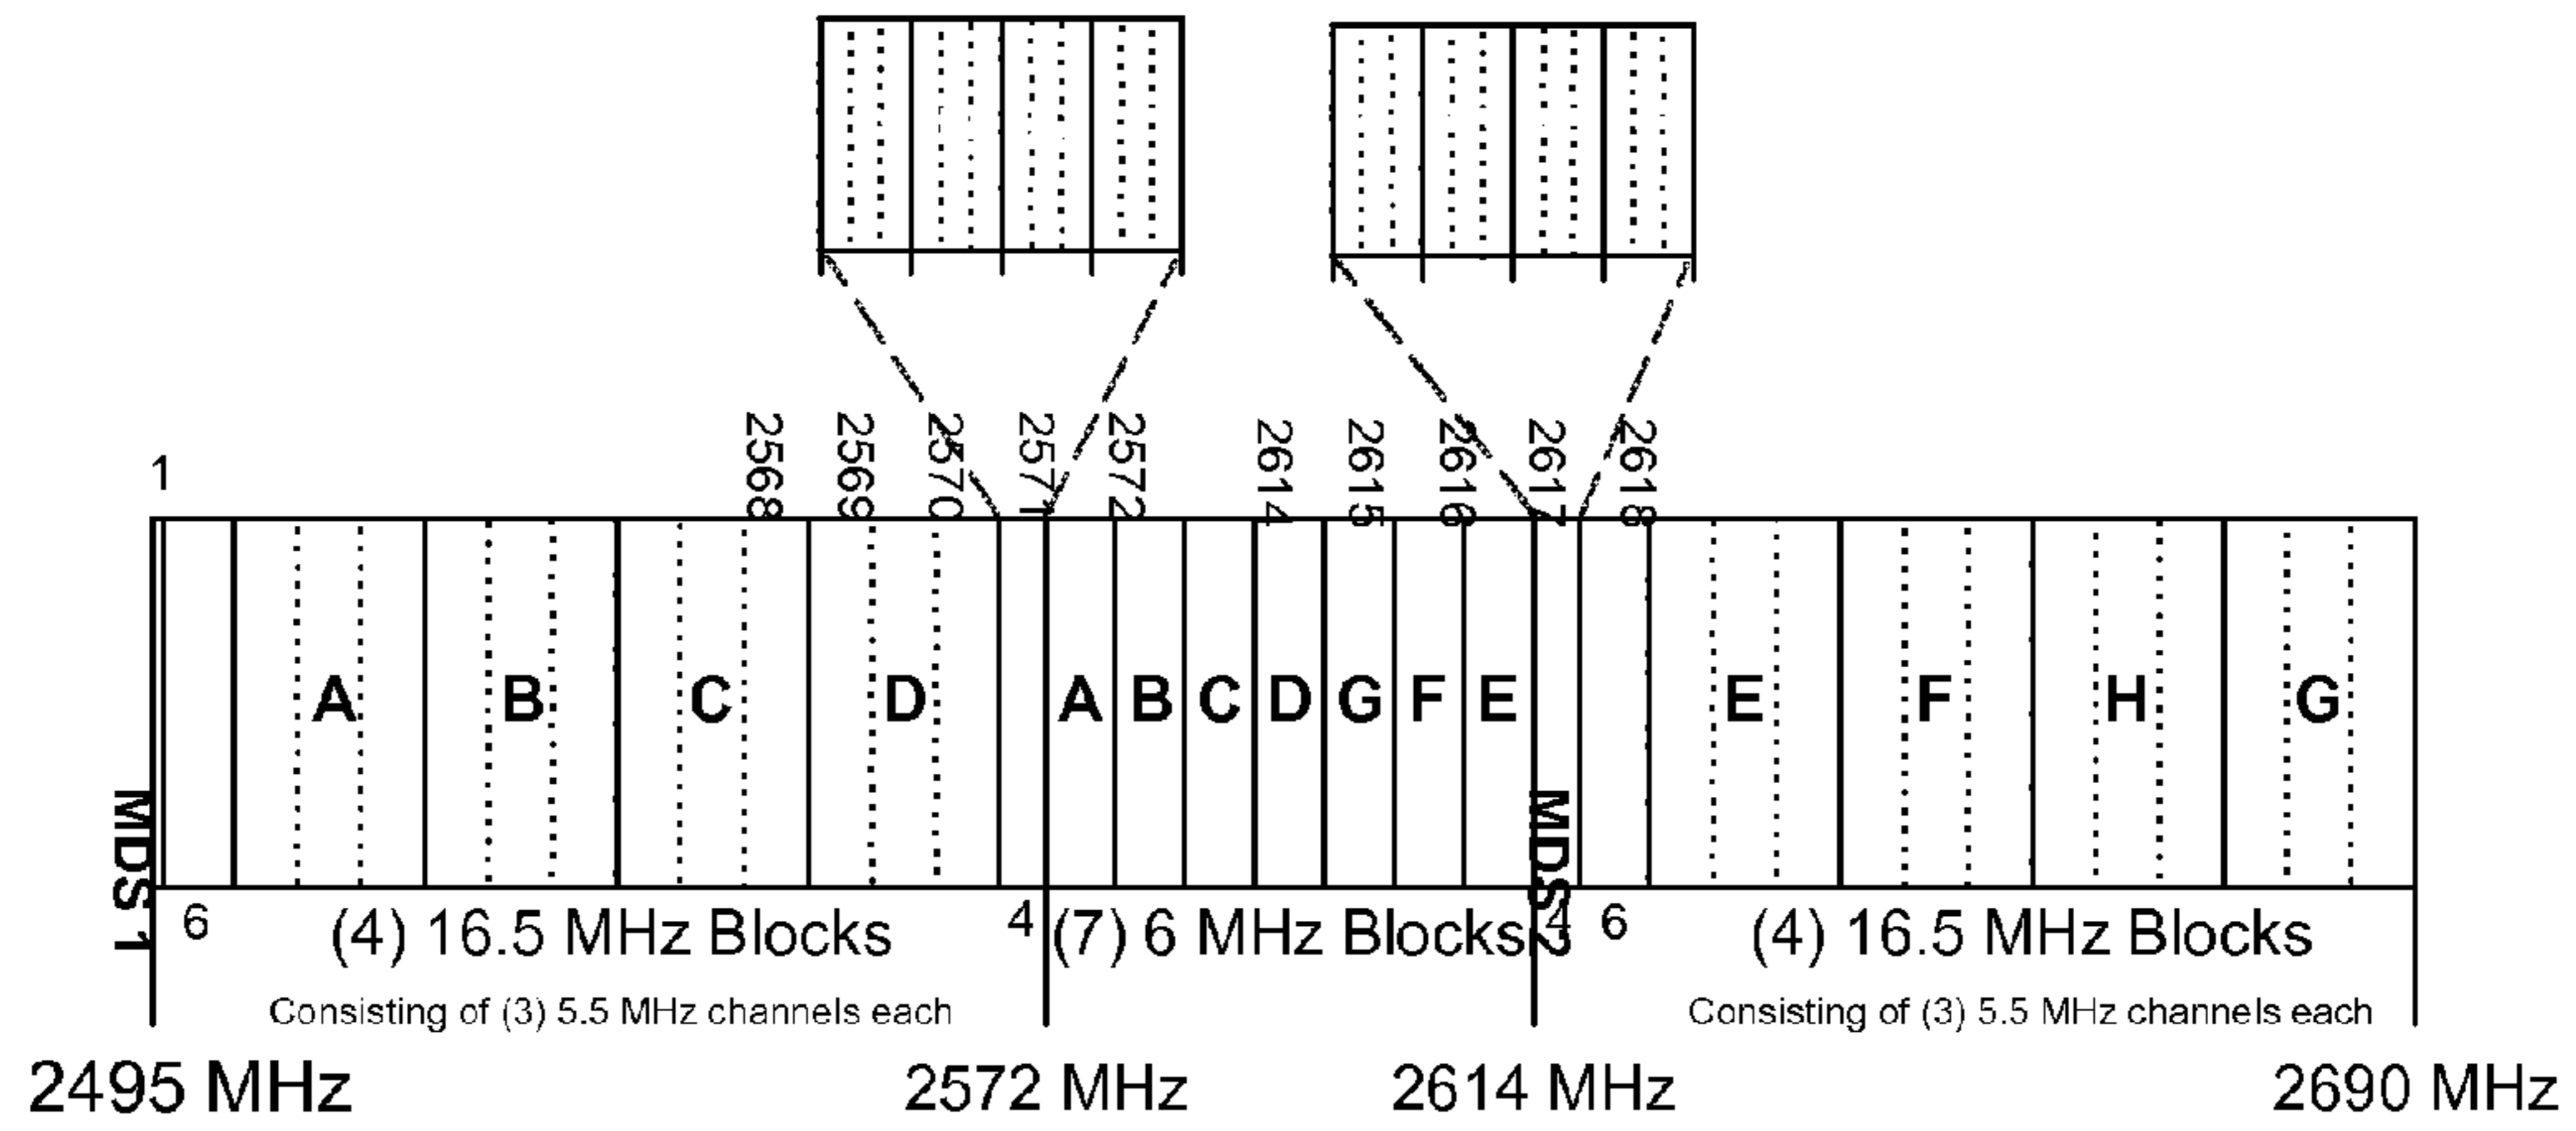 2568 2569 2570 2571 2572 2614 2615 2616 2617 2618
1
A B C D A B C D G F E E F H G
MDS 1 MDS 2
6 (4) 16.5 MHz Blocks 4 (7) 6 MHz Blocks 4 6 (4) 16.5 MHz Blocks
Consisting of (3) 5.5 MHz channels each Consisting of (3) 5.5 MHz channels each
2495 MHz 2572 MHz 2614 MHz 2690 MHz